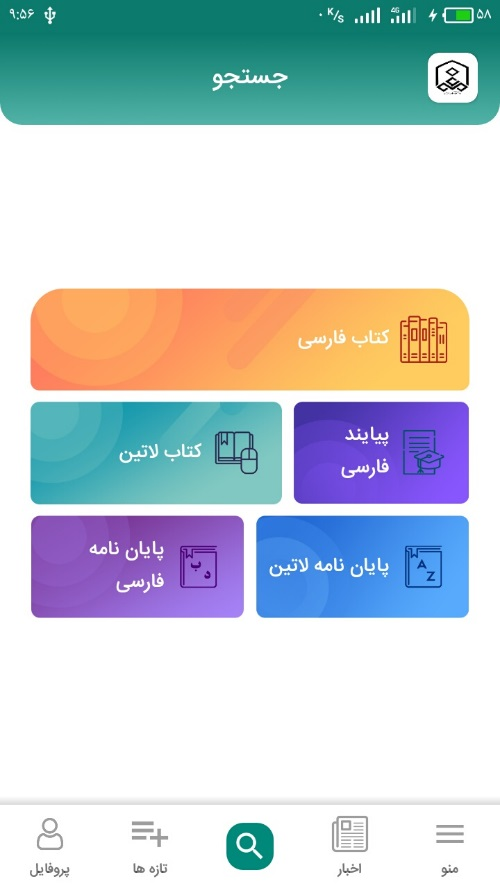 ۹:۵۶
۰ K/s
4G
۵۸
جستجو
کتاب فارسی
پیایند
فارسی
کتاب لاتین
پایان نامه لاتین
A
Z
پایان نامه
فارسی
ب
د
منو
اخبار
تازه ها
پروفایل